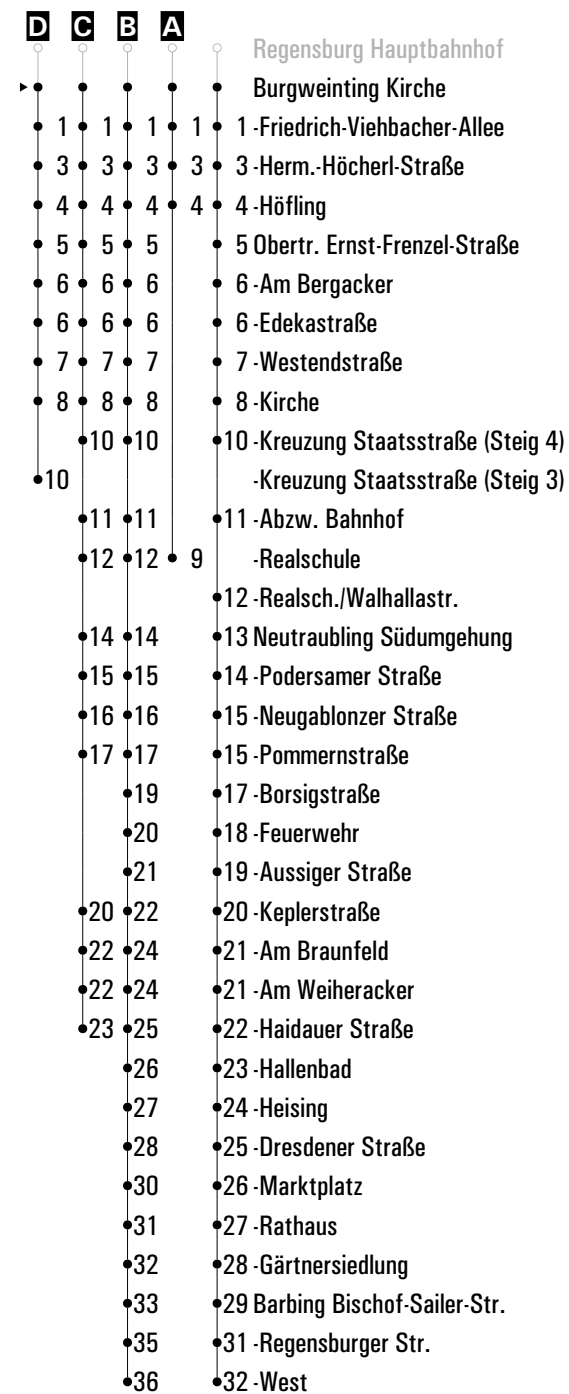 D C B A
Regensburg Hauptbahnhof
Burgweinting Kirche
1 1 1 1 1 -Friedrich-Viehbacher-Allee
3 3 3 3 3 -Herm.-Höcherl-Straße
4 4 4 4 4 -Höfling
5 5 5 5 Obertr. Ernst-Frenzel-Straße
6 6 6 6 -Am Bergacker
6 6 6 6 -Edekastraße
7 7 7 7 -Westendstraße
8 8 8 8 -Kirche
10 10 10 -Kreuzung Staatsstraße (Steig 4)
10 -Kreuzung Staatsstraße (Steig 3)
11 11 11 -Abzw. Bahnhof
12 12 9 -Realschule
12 -Realsch./Walhallastr.
14 14 13 Neutraubling Südumgehung
15 15 14 -Podersamer Straße
16 16 15 -Neugablonzer Straße
17 17 15 -Pommernstraße
19 17 -Borsigstraße
20 18 -Feuerwehr
21 19 -Aussiger Straße
20 22 20 -Keplerstraße
22 24 21 -Am Braunfeld
22 24 21 -Am Weiheracker
23 25 22 -Haidauer Straße
26 23 -Hallenbad
27 24 -Heising
28 25 -Dresdener Straße
30 26 -Marktplatz
31 27 -Rathaus
32 28 -Gärtnersiedlung
33 29 Barbing Bischof-Sailer-Str.
35 31 -Regensburger Str.
36 32 -West